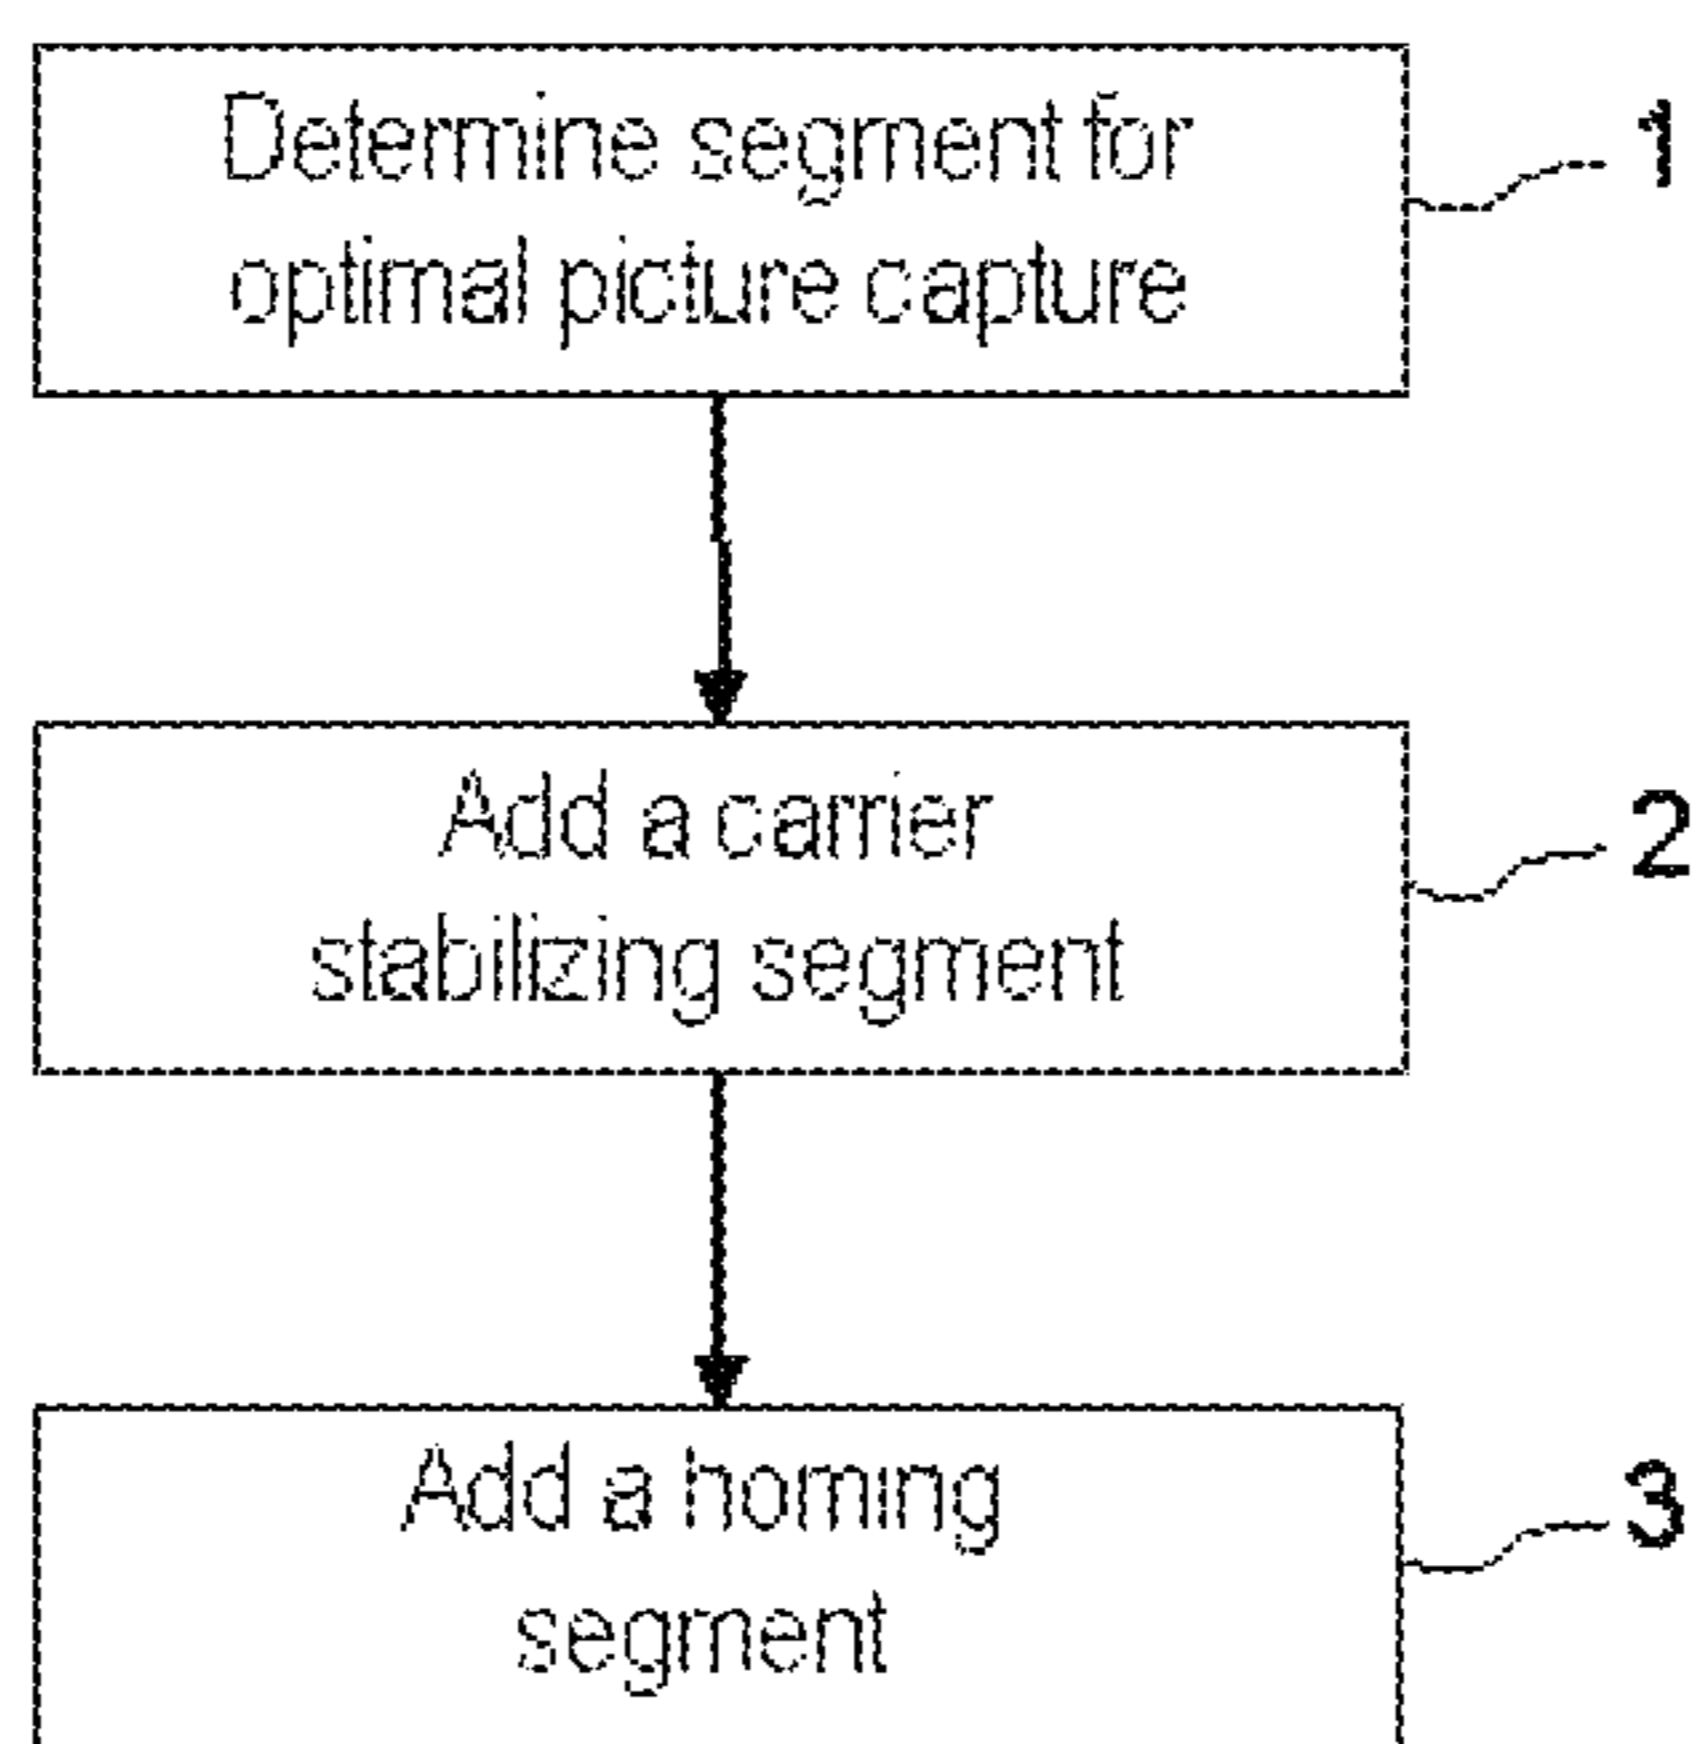 Determine segment for
optimal picture capture
1
Add a carrier
stabilizing segment
2
Add a homing
segment
3